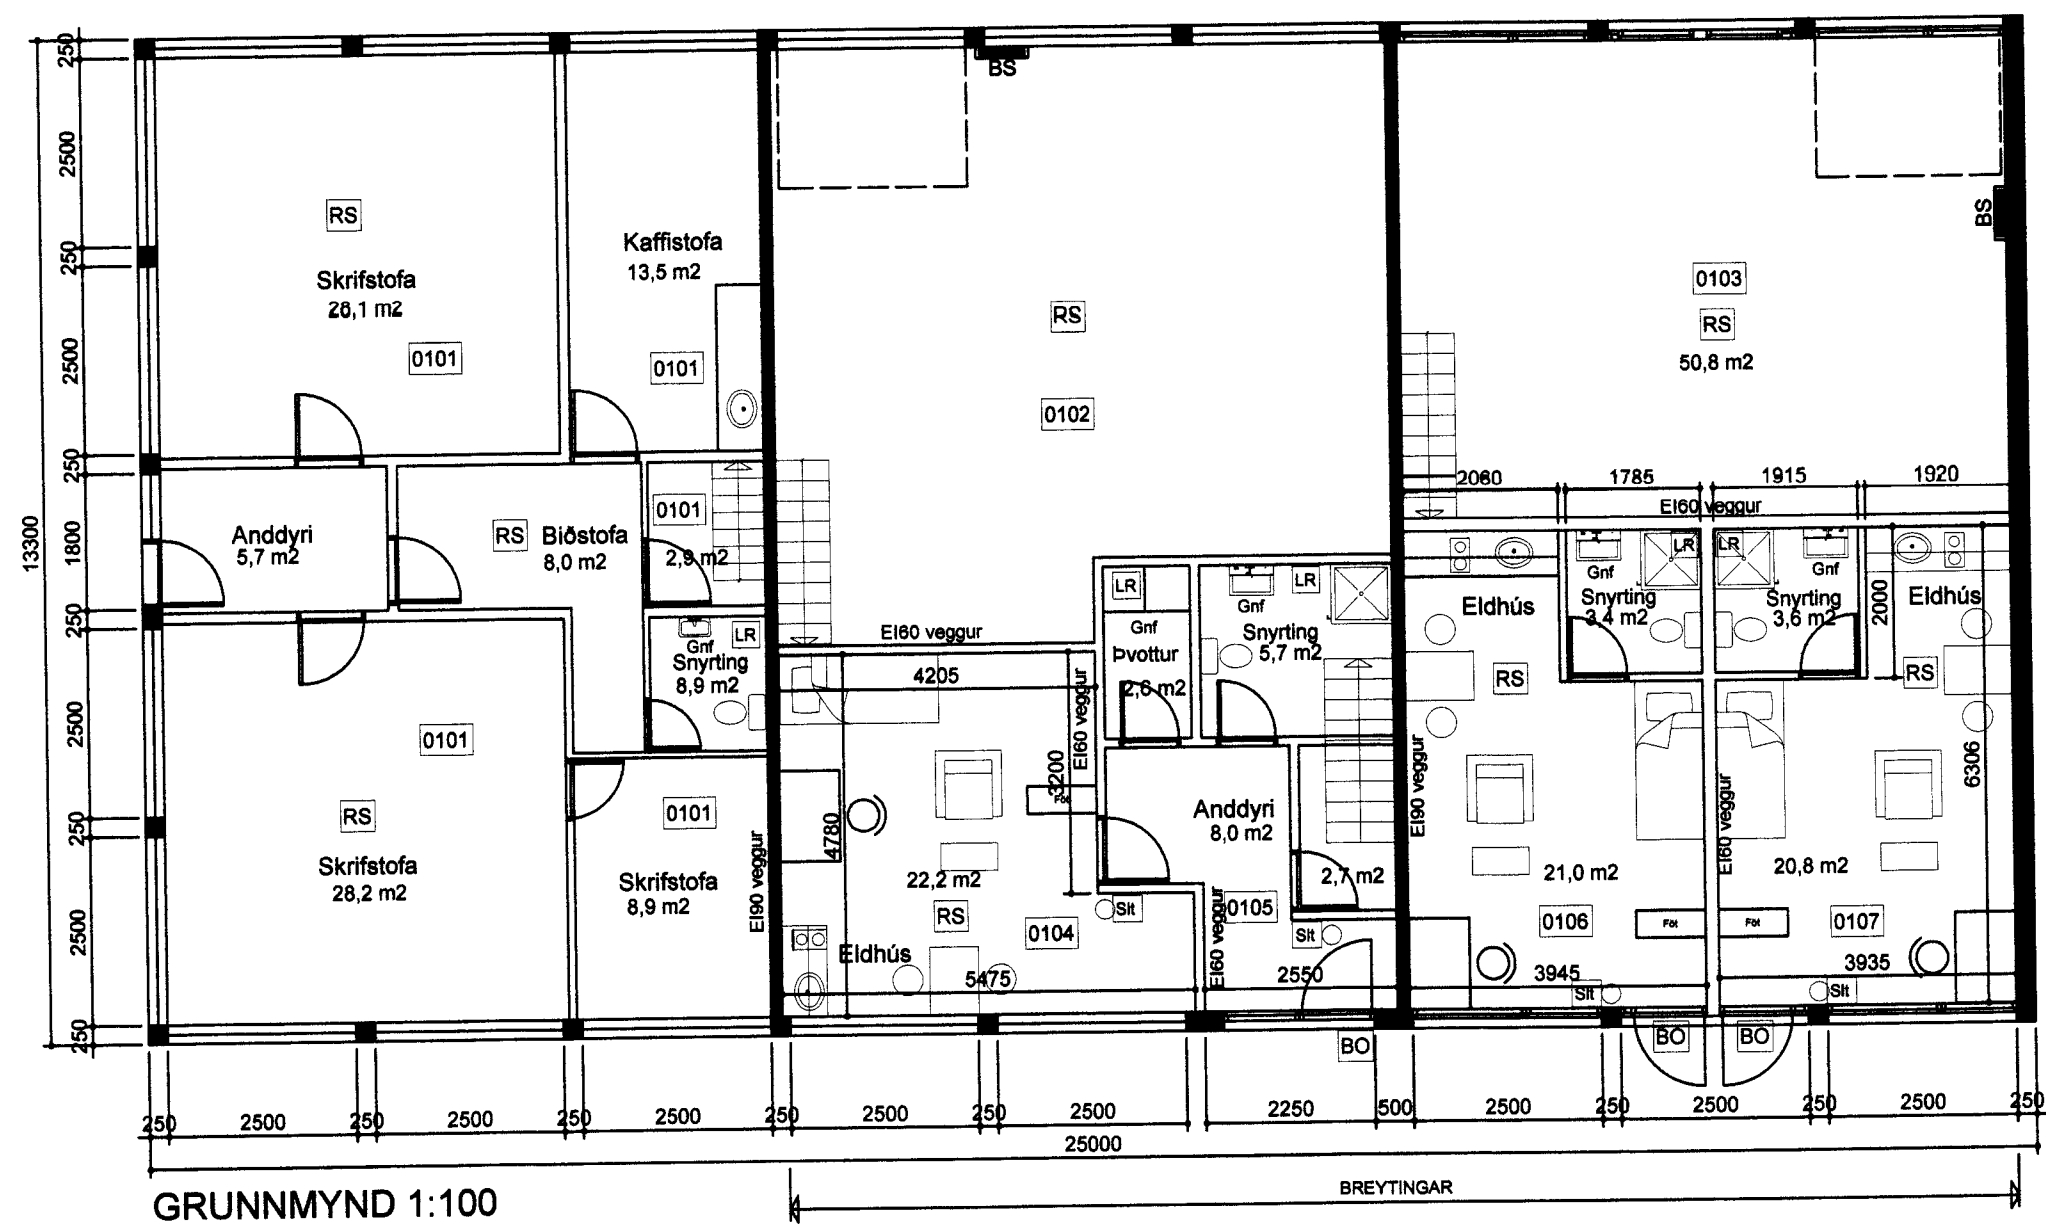 250
2500
250
2500
250
1800
250
2500
250
2500
250
13300
BS
RS
Skrifstofa
28,1 m2
0101
Kaffistofa
13,5 m2
0101
RS
0102
BS
0103
RS
50,8 m2
2060
1785
1915
1920
EI60 veggur
Anddyri
5,7 m2
RS
Biðstofa
8,0 m2
0101
2,9 m2
Gnf
LR
Snyrting
8,9 m2
EI60 veggur
4205
EI60 veggur
3200
4780
LR
Gnf
Þvottur
2,6 m2
LR
Gnf
Snyrting
5,7 m2
Eldhús
Gnf
LR
Snyrting
3,4 m2
RS
LR
Gnf
Snyrting
3,6 m2
2000
Eldhús
RS
6306
0101
RS
Skrifstofa
28,2 m2
0101
Skrifstofa
8,9 m2
EI90 veggur
Föt
22,2 m2
RS
0104
Eldhús
5475
Slt
Anddyri
8,0 m2
0105
EI60 veggur
2,7 m2
Slt
2550
EI90 veggur
21,0 m2
0106
Föt
3945
Slt
EI60 veggur
20,8 m2
Föt
0107
3935
Slt
BO
BO
BO
250
2500
250
2500
250
2500
250
2500
250
2500
2250
500
2500
250
2500
250
2500
250
25000
BREYTINGAR
GRUNNMYND 1:100